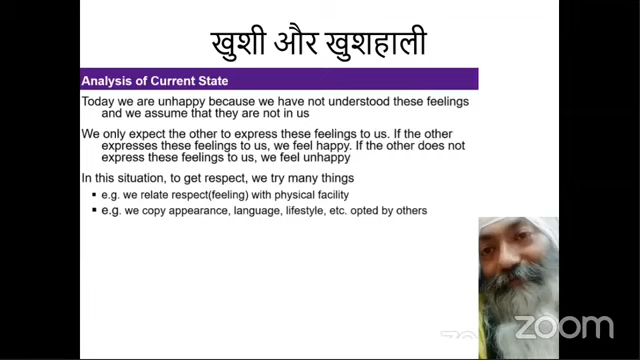 खुशी और खुशहाली
Analysis of Current State
Today we are unhappy because we have not understood these feelings
and we assume that they are not in us
We only expect the other to express these feelings to us. If the other
expresses these feelings to us, we feel happy. If the other does not
express these feelings to us, we feel unhappy
In this situation, to get respect, we try many things
▪ e.g. we relate respect(feeling) with physical facility
▪ e.g. we copy appearance, language, lifestyle, etc. opted by others
zoom
zoom